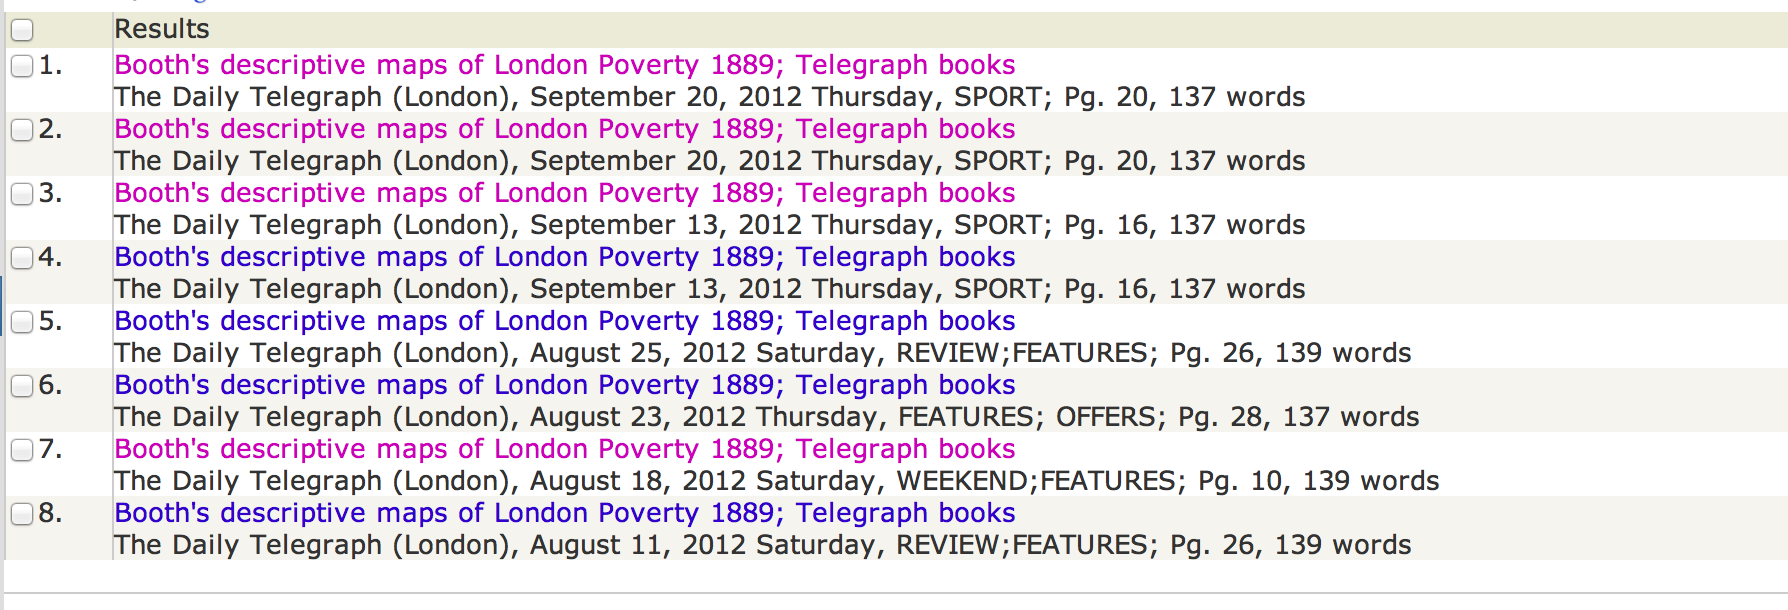 Results
1. Booth's descriptive maps of London Poverty 1889; Telegraph books
The Daily Telegraph (London), September 20, 2012 Thursday, SPORT; Pg. 20, 137 words
2. Booth's descriptive maps of London Poverty 1889; Telegraph books
The Daily Telegraph (London), September 20, 2012 Thursday, SPORT; Pg. 20, 137 words
3. Booth's descriptive maps of London Poverty 1889; Telegraph books
The Daily Telegraph (London), September 13, 2012 Thursday, SPORT; Pg. 16, 137 words
4. Booth's descriptive maps of London Poverty 1889; Telegraph books
The Daily Telegraph (London), September 13, 2012 Thursday, SPORT; Pg. 16, 137 words
5. Booth's descriptive maps of London Poverty 1889; Telegraph books
The Daily Telegraph (London), August 25, 2012 Saturday, REVIEW;FEATURES; Pg. 26, 139 words
6. Booth's descriptive maps of London Poverty 1889; Telegraph books
The Daily Telegraph (London), August 23, 2012 Thursday, FEATURES; OFFERS; Pg. 28, 137 words
7. Booth's descriptive maps of London Poverty 1889; Telegraph books
The Daily Telegraph (London), August 18, 2012 Saturday, WEEKEND;FEATURES; Pg. 10, 139 words
8. Booth's descriptive maps of London Poverty 1889; Telegraph books
The Daily Telegraph (London), August 11, 2012 Saturday, REVIEW;FEATURES; Pg. 26, 139 words